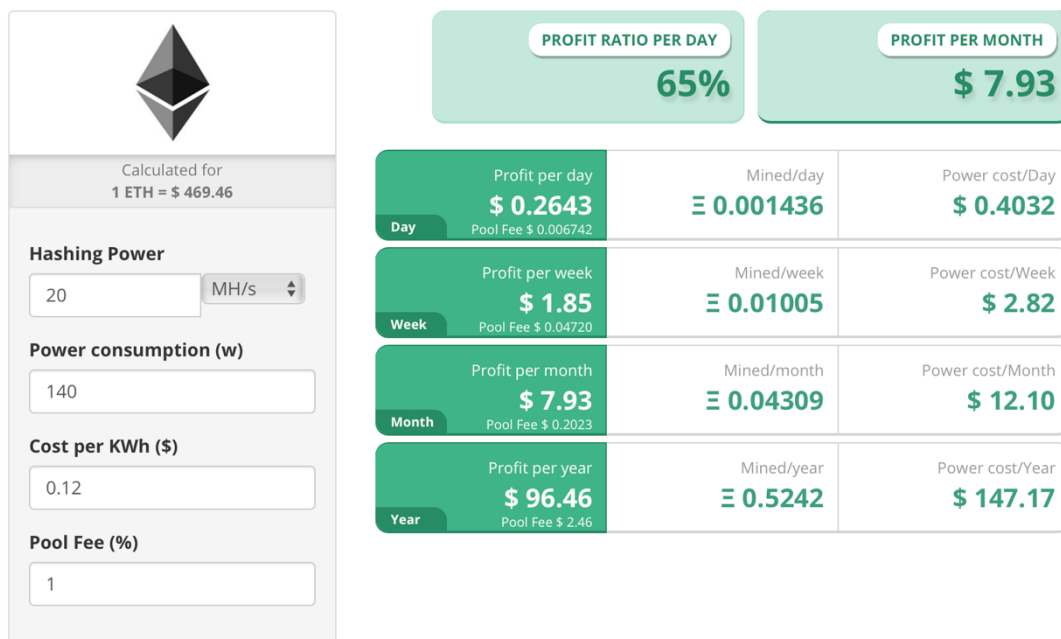 Calculated for
1 ETH = $ 469.46
Hashing Power
20 MH/s
Power consumption (w)
140
Cost per KWh ($)
0.12
Pool Fee (%)
1
PROFIT RATIO PER DAY
65%
PROFIT PER MONTH
$ 7.93
Day
Profit per day
$ 0.2643
Pool Fee $ 0.006742
Mined/day
Ξ 0.001436
Power cost/Day
$ 0.4032
Week
Profit per week
$ 1.85
Pool Fee $ 0.04720
Mined/week
Ξ 0.01005
Power cost/Week
$ 2.82
Month
Profit per month
$ 7.93
Pool Fee $ 0.2023
Mined/month
Ξ 0.04309
Power cost/Month
$ 12.10
Year
Profit per year
$ 96.46
Pool Fee $ 2.46
Mined/year
Ξ 0.5242
Power cost/Year
$ 147.17